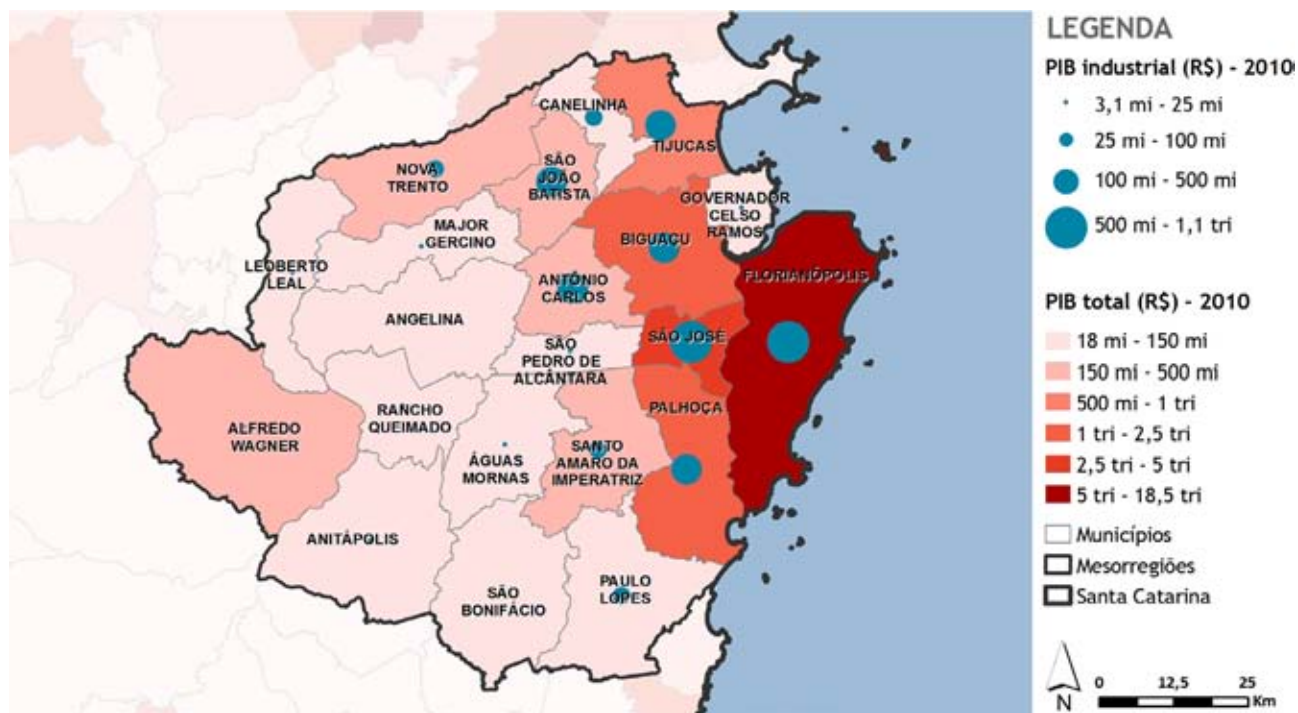 CANELINHA
TIJUCAS
NOVA
TRENTO
SÃO
JOÃO
BATISTA
GOVERNADOR
CELSO
RAMOS
MAJOR
GERCINO
BIGUAÇU
LEOBERTO
LEAL
FLORIANÓPOLIS
ANTÔNIO
CARLOS
ANGELINA
SÃO JOSÉ
SÃO
PEDRO DE
ALCÂNTARA
RANCHO
QUEIMADO
PALHOÇA
ALFREDO
WAGNER
ÁGUAS
MORNAS
SANTO
AMARO DA
IMPERATRIZ
ANITÁPOLIS
SÃO
BONIFÁCIO
PAULO
LOPES
LEGENDA
PIB industrial (R$) - 2010
3,1 mi - 25 mi
25 mi - 100 mi
100 mi - 500 mi
500 mi - 1,1 tri
PIB total (R$) - 2010
18 mi - 150 mi
150 mi - 500 mi
500 mi - 1 tri
1 tri - 2,5 tri
2,5 tri - 5 tri
5 tri - 18,5 tri
Municípios
Mesorregiões
Santa Catarina
N
0 12,5 25
Km